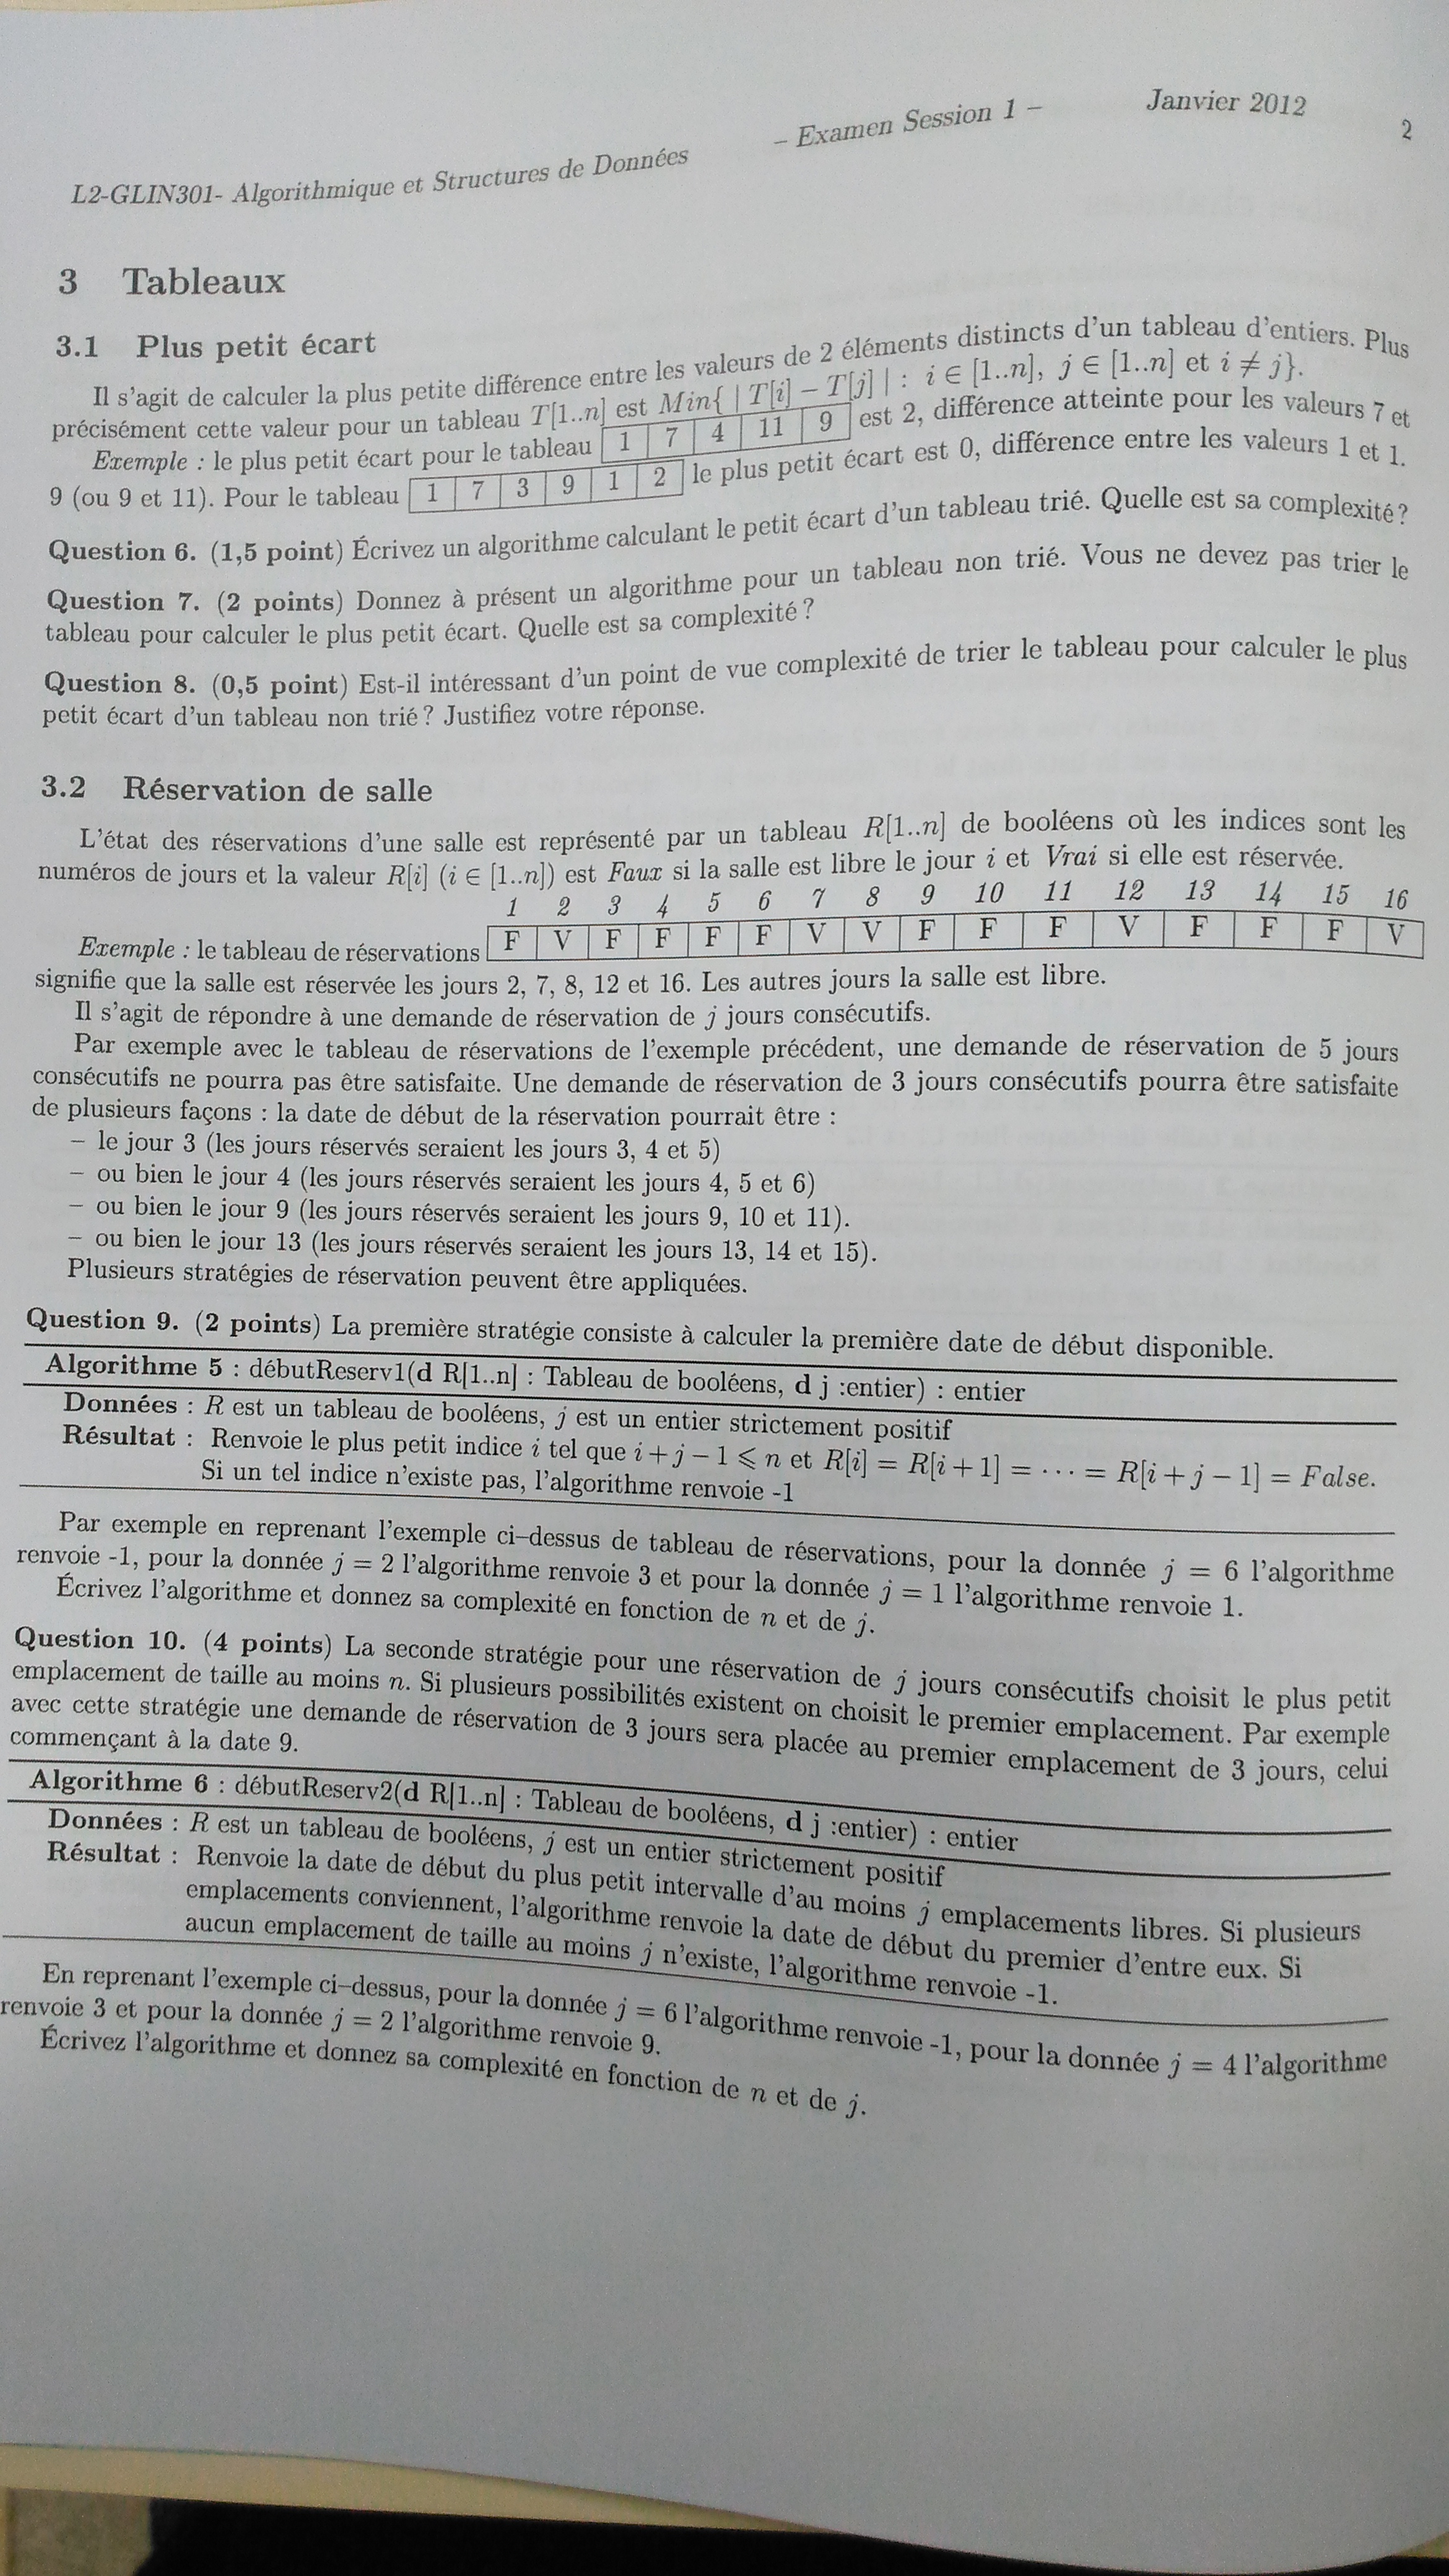 L2-GLIN301- Algorithmique et Structures de Données – Examen Session 1 – Janvier 2012 2
3 Tableaux
3.1 Plus petit écart
Il s'agit de calculer la plus petite différence entre les valeurs de 2 éléments distincts d'un tableau d'entiers. Plus
précisément cette valeur pour un tableau T[1..n] est Min{ | T[i] − T[j] | : i ∈ [1..n], j ∈ [1..n] et i ≠ j}.
Exemple : le plus petit écart pour le tableau 1 7 4 11 9 est 2, différence atteinte pour les valeurs 7 et
9 (ou 9 et 11). Pour le tableau 1 7 3 9 1 2 le plus petit écart est 0, différence entre les valeurs 1 et 1.
Question 6. (1,5 point) Écrivez un algorithme calculant le petit écart d'un tableau trié. Quelle est sa complexité ?
Question 7. (2 points) Donnez à présent un algorithme pour un tableau non trié. Vous ne devez pas trier le
tableau pour calculer le plus petit écart. Quelle est sa complexité ?
Question 8. (0,5 point) Est-il intéressant d'un point de vue complexité de trier le tableau pour calculer le plus
petit écart d'un tableau non trié ? Justifiez votre réponse.
3.2 Réservation de salle
L'état des réservations d'une salle est représenté par un tableau R[1..n] de booléens où les indices sont les
numéros de jours et la valeur R[i] (i ∈ [1..n]) est Faux si la salle est libre le jour i et Vrai si elle est réservée.
1 2 3 4 5 6 7 8 9 10 11 12 13 14 15 16
Exemple : le tableau de réservations F V F F F F V V F F F V F F F V
signifie que la salle est réservée les jours 2, 7, 8, 12 et 16. Les autres jours la salle est libre.
Il s'agit de répondre à une demande de réservation de j jours consécutifs.
Par exemple avec le tableau de réservations de l'exemple précédent, une demande de réservation de 5 jours
consécutifs ne pourra pas être satisfaite. Une demande de réservation de 3 jours consécutifs pourra être satisfaite
de plusieurs façons : la date de début de la réservation pourrait être :
– le jour 3 (les jours réservés seraient les jours 3, 4 et 5)
– ou bien le jour 4 (les jours réservés seraient les jours 4, 5 et 6)
– ou bien le jour 9 (les jours réservés seraient les jours 9, 10 et 11).
– ou bien le jour 13 (les jours réservés seraient les jours 13, 14 et 15).
Plusieurs stratégies de réservation peuvent être appliquées.
Question 9. (2 points) La première stratégie consiste à calculer la première date de début disponible.
Algorithme 5 : débutReserv1(d R[1..n] : Tableau de booléens, d j :entier) : entier
Données : R est un tableau de booléens, j est un entier strictement positif
Résultat : Renvoie le plus petit indice i tel que i + j − 1 ⩽ n et R[i] = R[i + 1] = · · · = R[i + j − 1] = False.
Si un tel indice n'existe pas, l'algorithme renvoie -1
Par exemple en reprenant l'exemple ci–dessus de tableau de réservations, pour la donnée j = 6 l'algorithme
renvoie -1, pour la donnée j = 2 l'algorithme renvoie 3 et pour la donnée j = 1 l'algorithme renvoie 1.
Écrivez l'algorithme et donnez sa complexité en fonction de n et de j.
Question 10. (4 points) La seconde stratégie pour une réservation de j jours consécutifs choisit le plus petit
emplacement de taille au moins n. Si plusieurs possibilités existent on choisit le premier emplacement. Par exemple
avec cette stratégie une demande de réservation de 3 jours sera placée au premier emplacement de 3 jours, celui
commençant à la date 9.
Algorithme 6 : débutReserv2(d R[1..n] : Tableau de booléens, d j :entier) : entier
Données : R est un tableau de booléens, j est un entier strictement positif
Résultat : Renvoie la date de début du plus petit intervalle d'au moins j emplacements libres. Si plusieurs
emplacements conviennent, l'algorithme renvoie la date de début du premier d'entre eux. Si
aucun emplacement de taille au moins j n'existe, l'algorithme renvoie -1.
En reprenant l'exemple ci–dessus, pour la donnée j = 6 l'algorithme renvoie -1, pour la donnée j = 4 l'algorithme
renvoie 3 et pour la donnée j = 2 l'algorithme renvoie 9.
Écrivez l'algorithme et donnez sa complexité en fonction de n et de j.